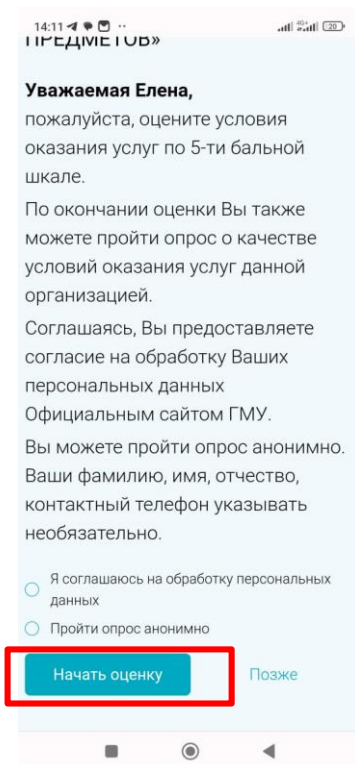 14:11
4G+
20
ПРЕДМЕТОВ»
Уважаемая Елена,
пожалуйста, оцените условия
оказания услуг по 5-ти бальной
шкале.
По окончании оценки Вы также
можете пройти опрос о качестве
условий оказания услуг данной
организацией.
Соглашаясь, Вы предоставляете
согласие на обработку Ваших
персональных данных
Официальным сайтом ГМУ.
Вы можете пройти опрос анонимно.
Ваши фамилию, имя, отчество,
контактный телефон указывать
необязательно.
Я соглашаюсь на обработку персональных
данных
Пройти опрос анонимно
Начать оценку
Позже